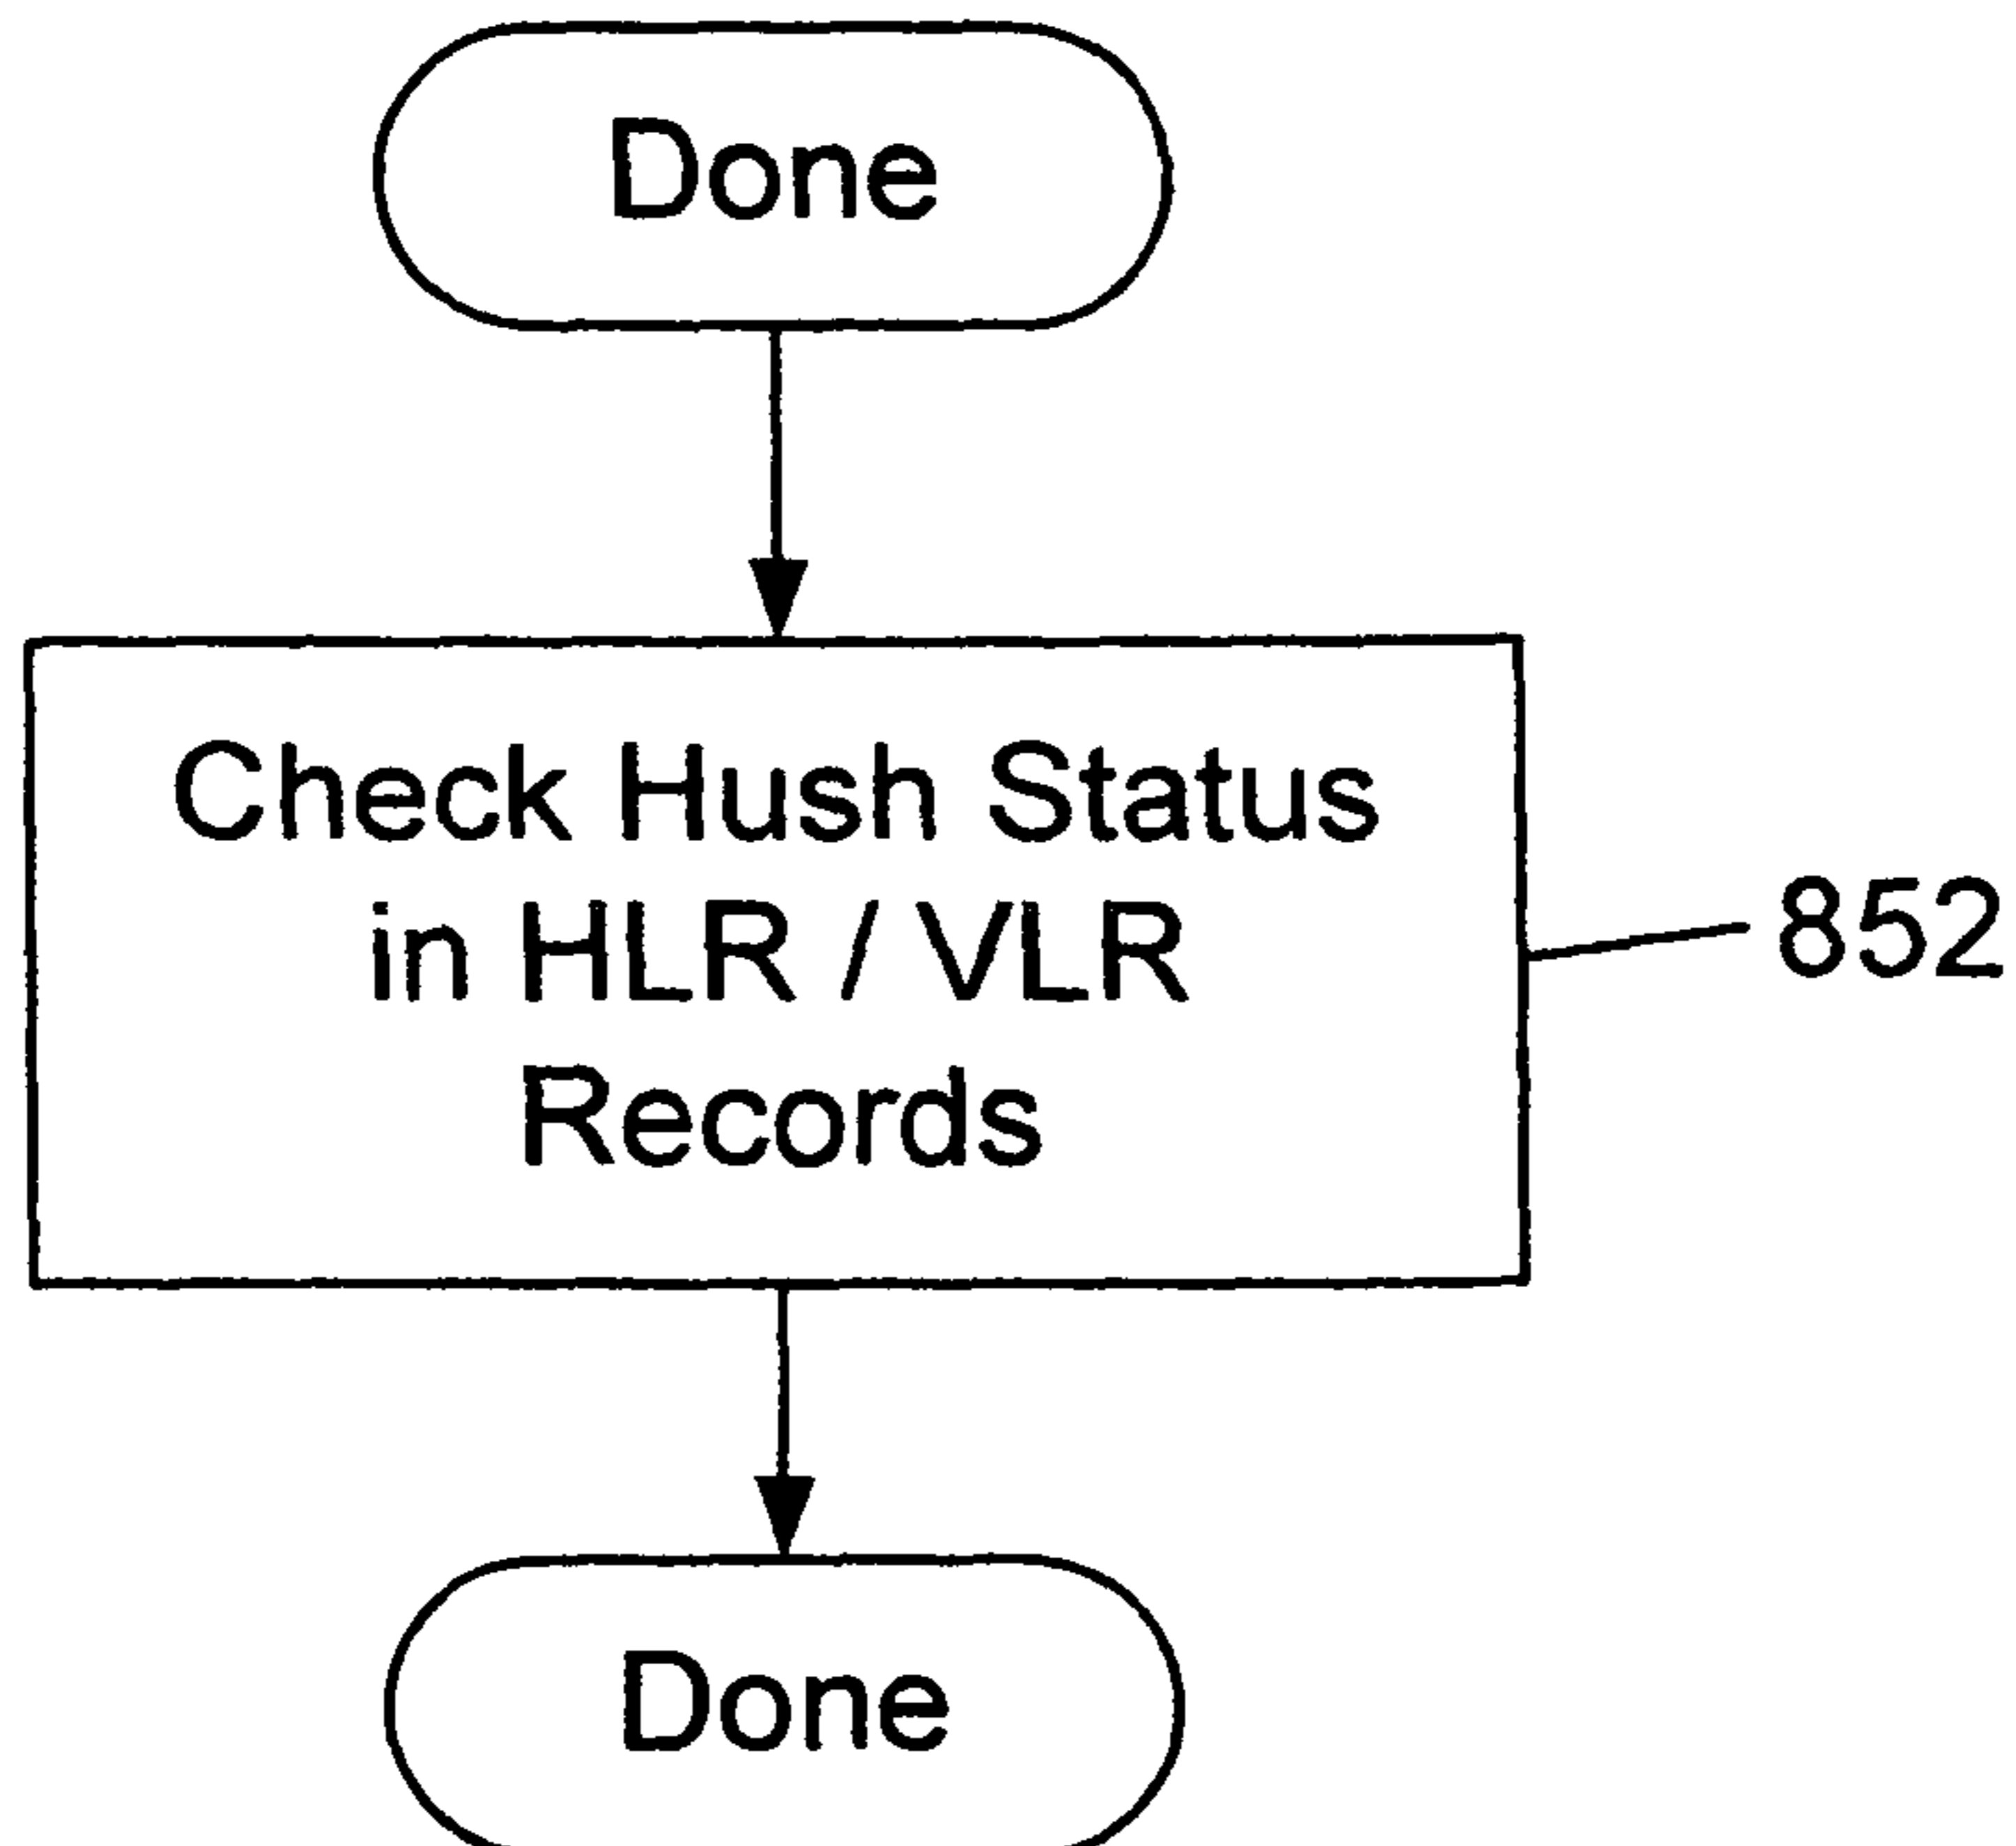 Done
Check Hush Status
in HLR / VLR
Records
852
Done